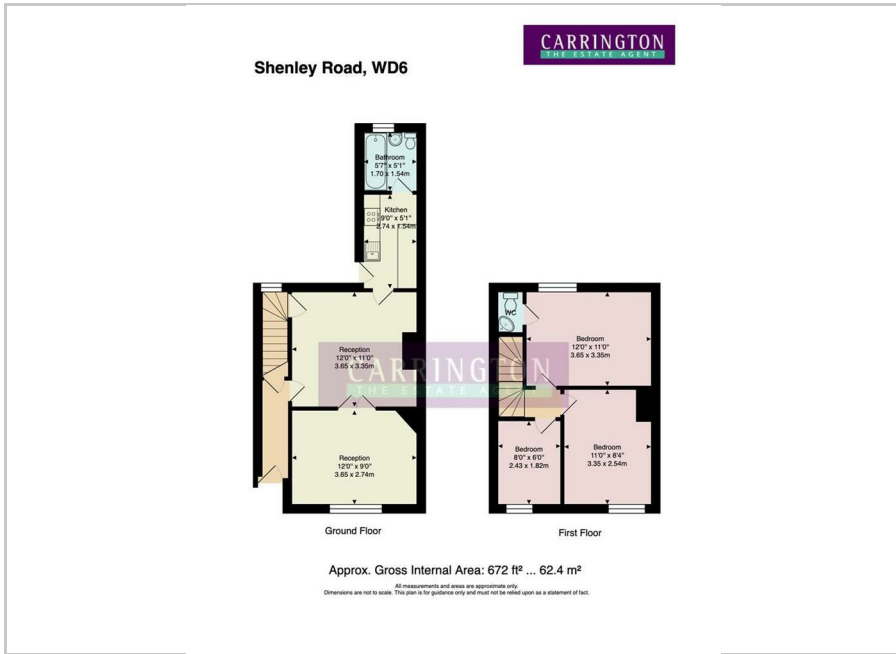 CARRINGTON
THE ESTATE AGENT
Shenley Road, WD6
Bathroom
5'7" x 5'1"
1.70 x 1.54m
Kitchen
9'0" x 5'1"
2.74 x 1.54m
Reception
12'0" x 11'0"
3.65 x 3.35m
Reception
12'0" x 9'0"
3.65 x 2.74m
Ground Floor
WC
Bedroom
12'0" x 11'0"
3.65 x 3.35m
Bedroom
8'0" x 6'0"
2.43 x 1.82m
Bedroom
11'0" x 8'4"
3.35 x 2.54m
First Floor
CARRINGTON
THE ESTATE AGENT
Approx. Gross Internal Area: 672 ft² ... 62.4 m²
All measurements and areas are approximate only.
Dimensions are not to scale. This plan is for guidance only and must not be relied upon as a statement of fact.